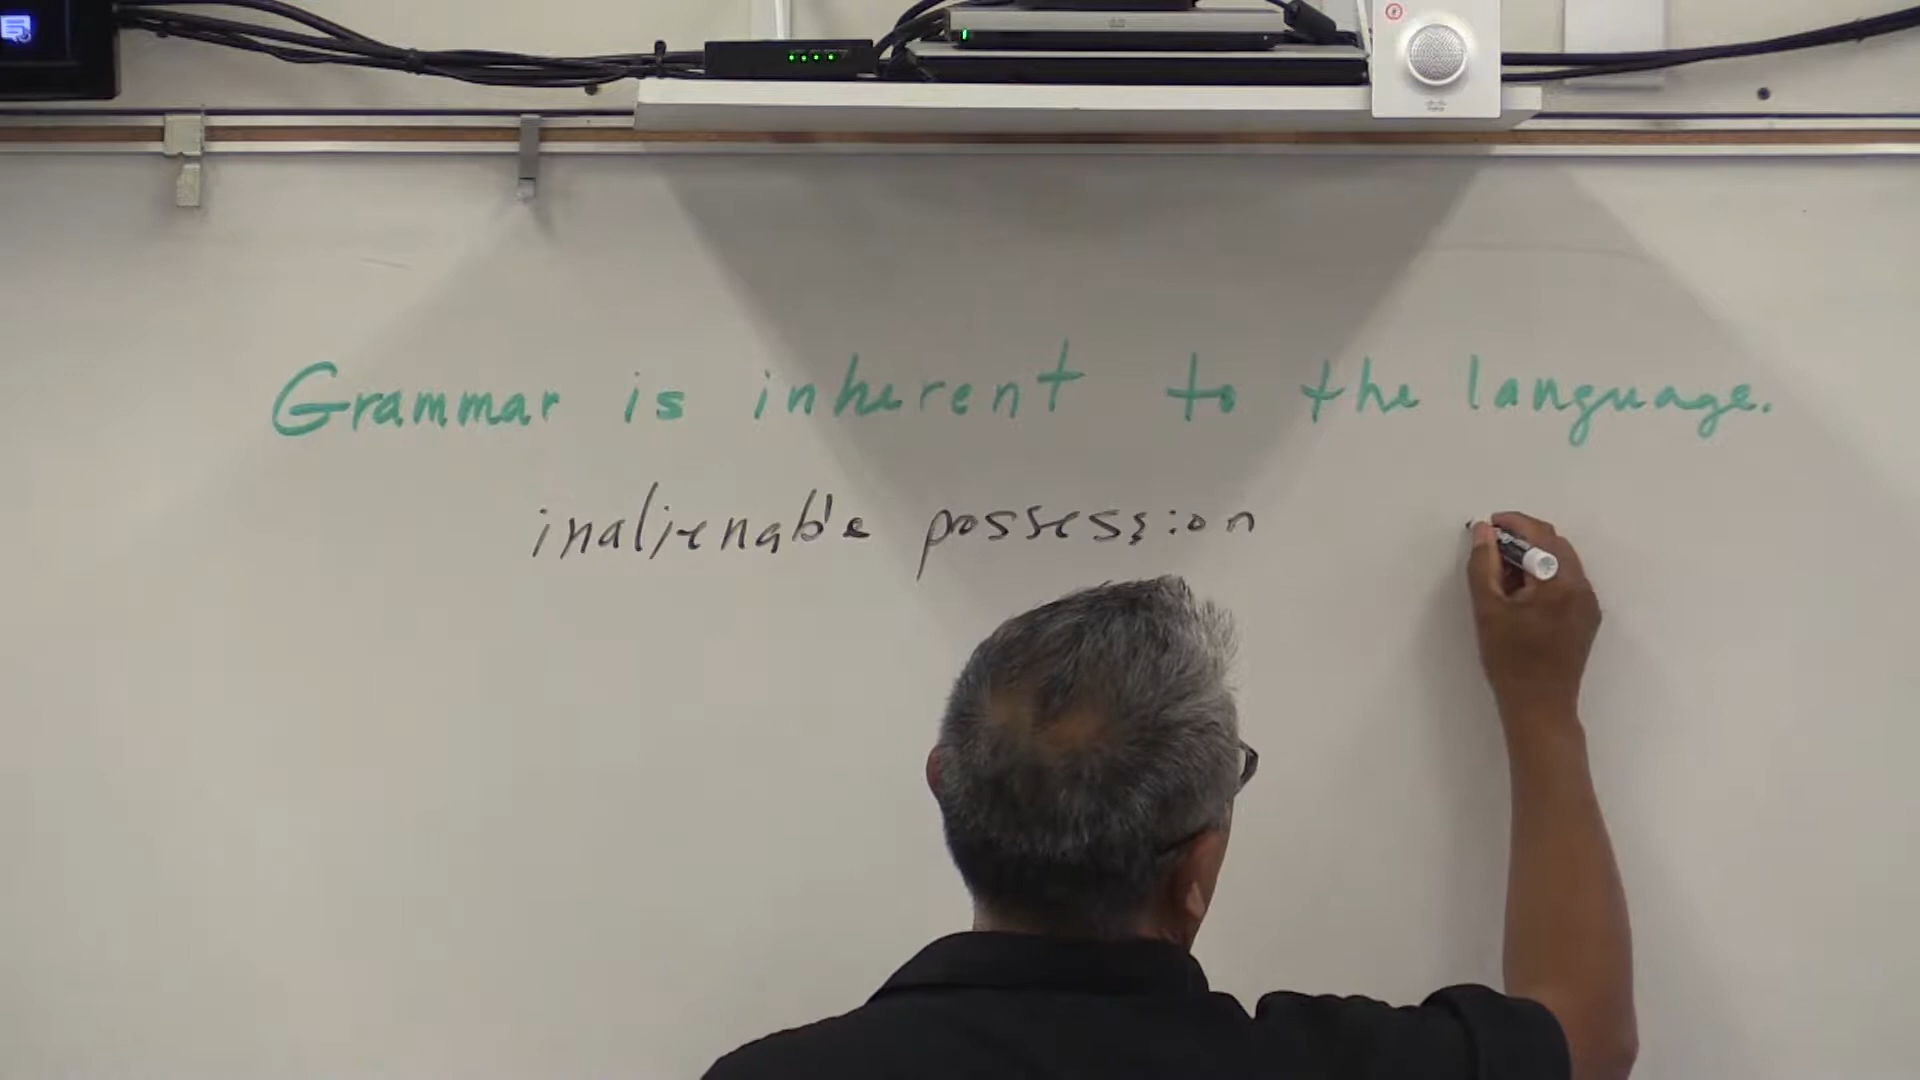 Grammar is inherent to the language.
inalienable possession